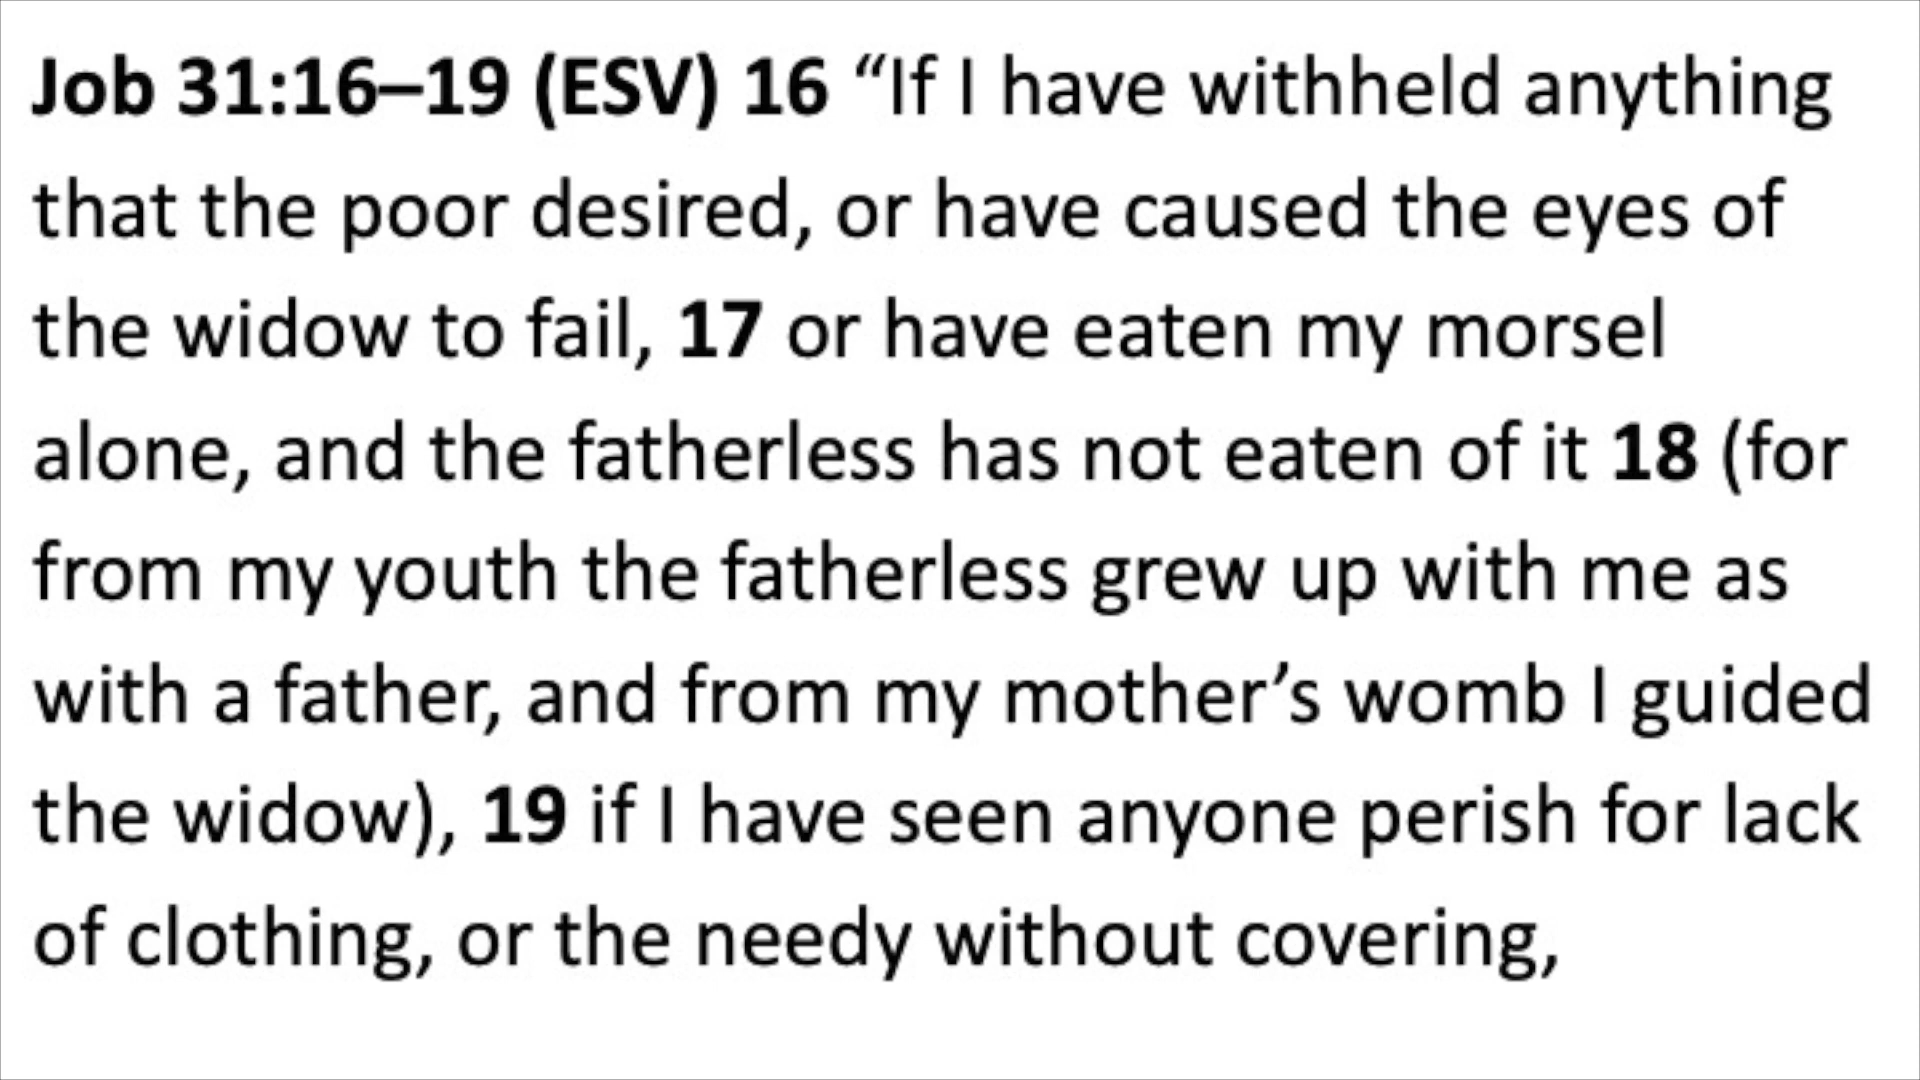 Job 31:16–19 (ESV) 16 “If I have withheld anything
that the poor desired, or have caused the eyes of
the widow to fail, 17 or have eaten my morsel
alone, and the fatherless has not eaten of it 18 (for
from my youth the fatherless grew up with me as
with a father, and from my mother’s womb I guided
the widow), 19 if I have seen anyone perish for lack
of clothing, or the needy without covering,